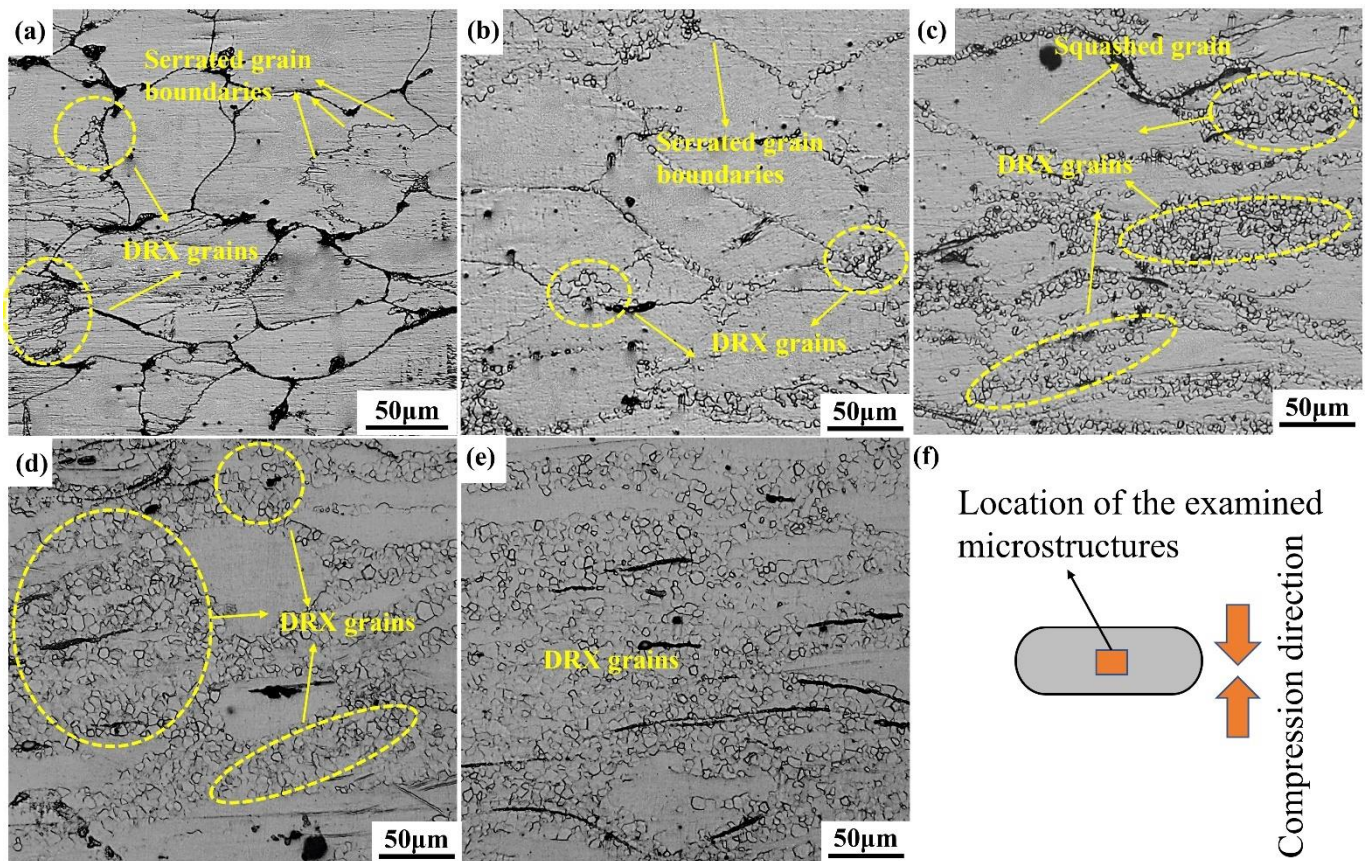 (a)
Serrated grain
boundaries
DRX grains
50μm
(b)
Serrated grain
boundaries
DRX grains
50μm
(c)
Squashed grain
DRX grains
50μm
(d)
DRX grains
50μm
(e)
DRX grains
50μm
(f)
Location of the examined
microstructures
Compression direction